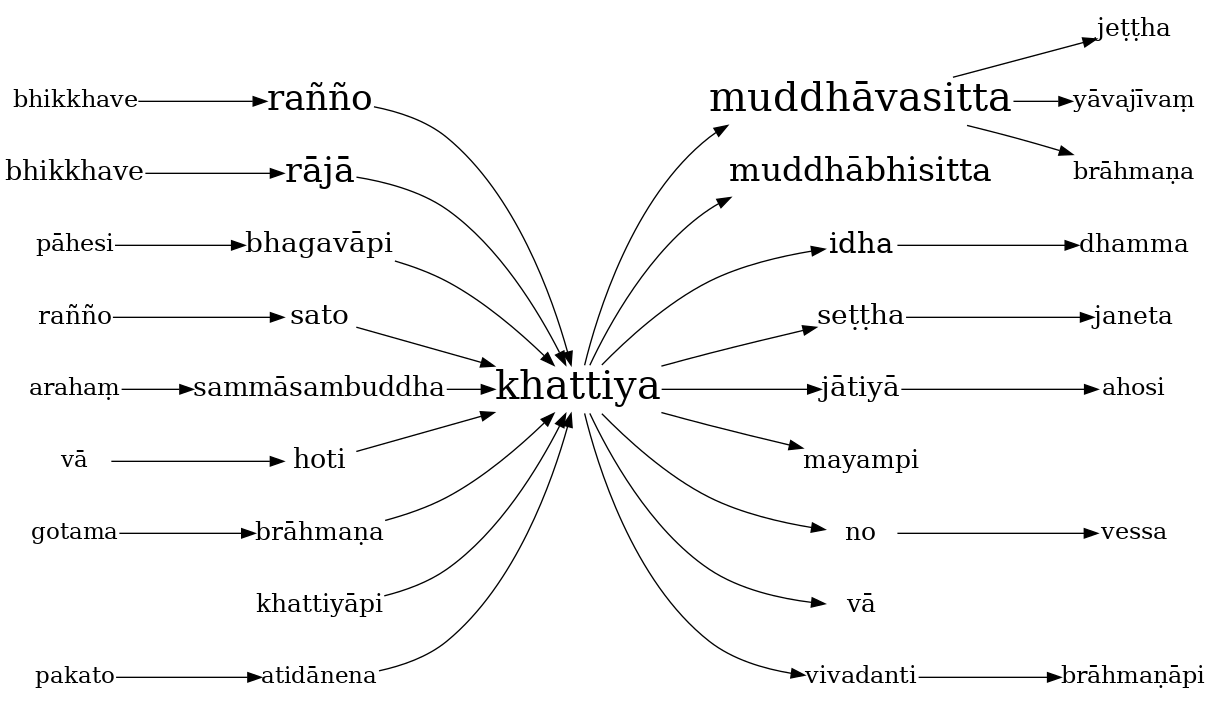 jeṭṭha
bhikkhave rañño muddhāvasitta yāvajīvaṃ
bhikkhave rājā muddhābhisitta brāhmaṇa
pāhesi bhagavāpi idha dhamma
rañño sato seṭṭha janeta
arahaṃ sammāsambuddha khattiya jātiyā ahosi
vā hoti mayampi
gotama brāhmaṇa no vessa
khattiyāpi vā
pakato atidānena vivadanti brāhmaṇāpi